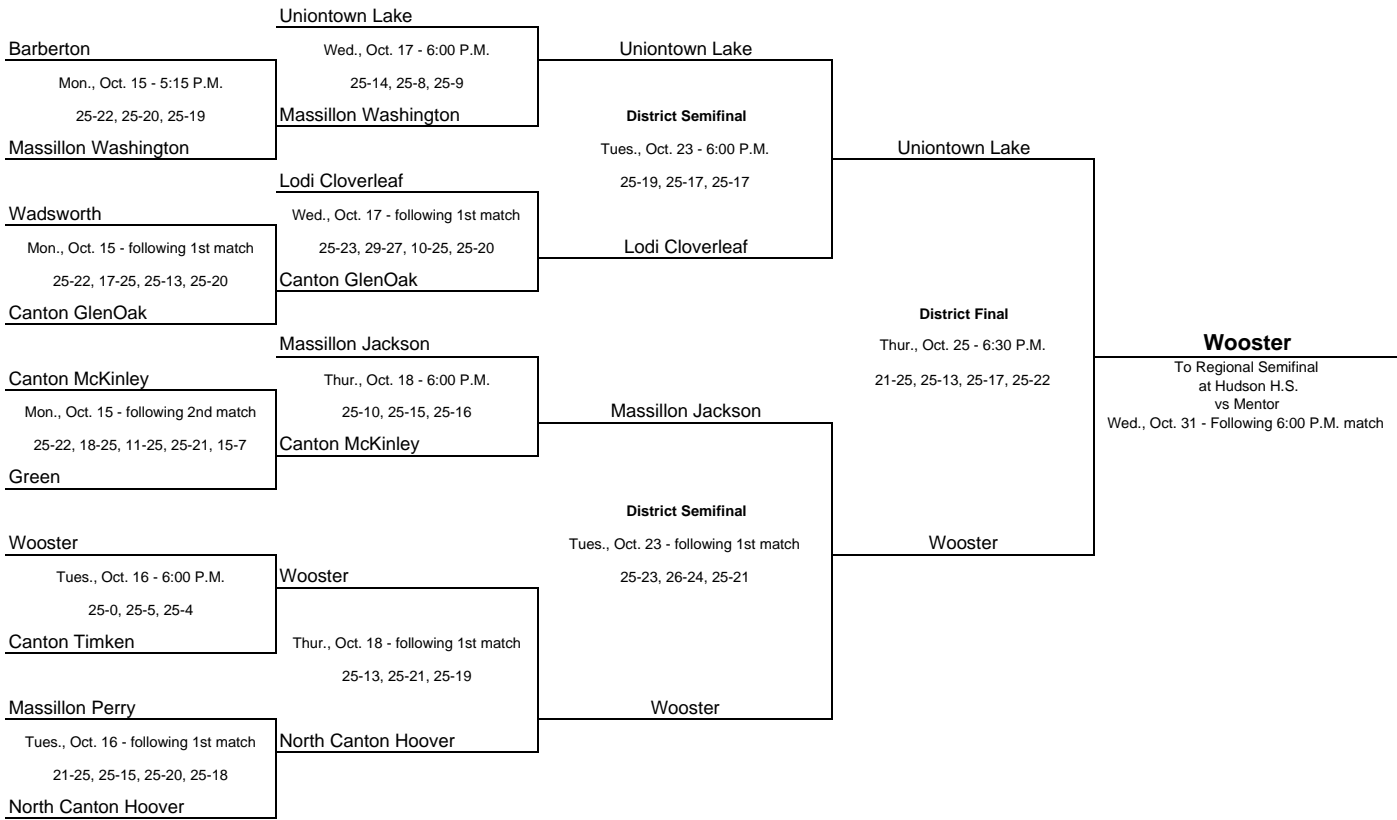 Uniontown Lake
Barberton
Wed., Oct. 17 - 6:00 P.M.
Uniontown Lake
Mon., Oct. 15 - 5:15 P.M.
25-14, 25-8, 25-9
25-22, 25-20, 25-19
Massillon Washington
District Semifinal
Massillon Washington
Tues., Oct. 23 - 6:00 P.M.
Uniontown Lake
Lodi Cloverleaf
25-19, 25-17, 25-17
Wadsworth
Wed., Oct. 17 - following 1st match
Mon., Oct. 15 - following 1st match
25-23, 29-27, 10-25, 25-20
Lodi Cloverleaf
25-22, 17-25, 25-13, 25-20
Canton GlenOak
Canton GlenOak
District Final
Massillon Jackson
Thur., Oct. 25 - 6:30 P.M.
Wooster
To Regional Semifinal
at Hudson H.S.
vs Mentor
Wed., Oct. 31 - Following 6:00 P.M. match
Canton McKinley
Thur., Oct. 18 - 6:00 P.M.
21-25, 25-13, 25-17, 25-22
Mon., Oct. 15 - following 2nd match
25-10, 25-15, 25-16
Massillon Jackson
25-22, 18-25, 11-25, 25-21, 15-7
Canton McKinley
Green
District Semifinal
Wooster
Tues., Oct. 23 - following 1st match
Wooster
Tues., Oct. 16 - 6:00 P.M.
Wooster
25-23, 26-24, 25-21
25-0, 25-5, 25-4
Canton Timken
Thur., Oct. 18 - following 1st match
25-13, 25-21, 25-19
Massillon Perry
Wooster
Tues., Oct. 16 - following 1st match
North Canton Hoover
21-25, 25-15, 25-20, 25-18
North Canton Hoover